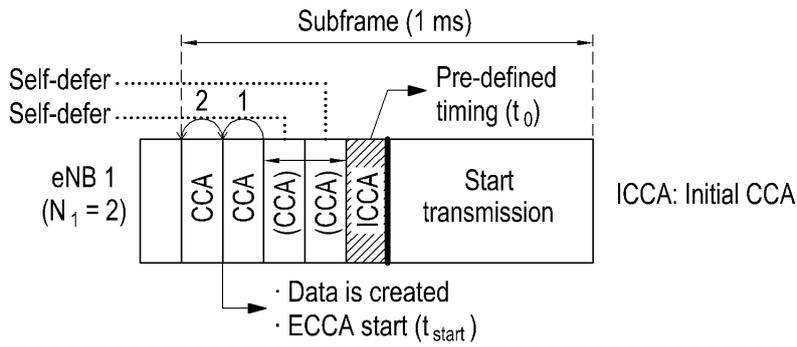 Subframe (1 ms)
Self-defer
Self-defer
2 1
Pre-defined
timing (t0)
eNB 1
(N1 = 2)
CCA
CCA
(CCA)
(CCA)
ICCA
Start
transmission
ICCA: Initial CCA
· Data is created
· ECCA start (tstart)